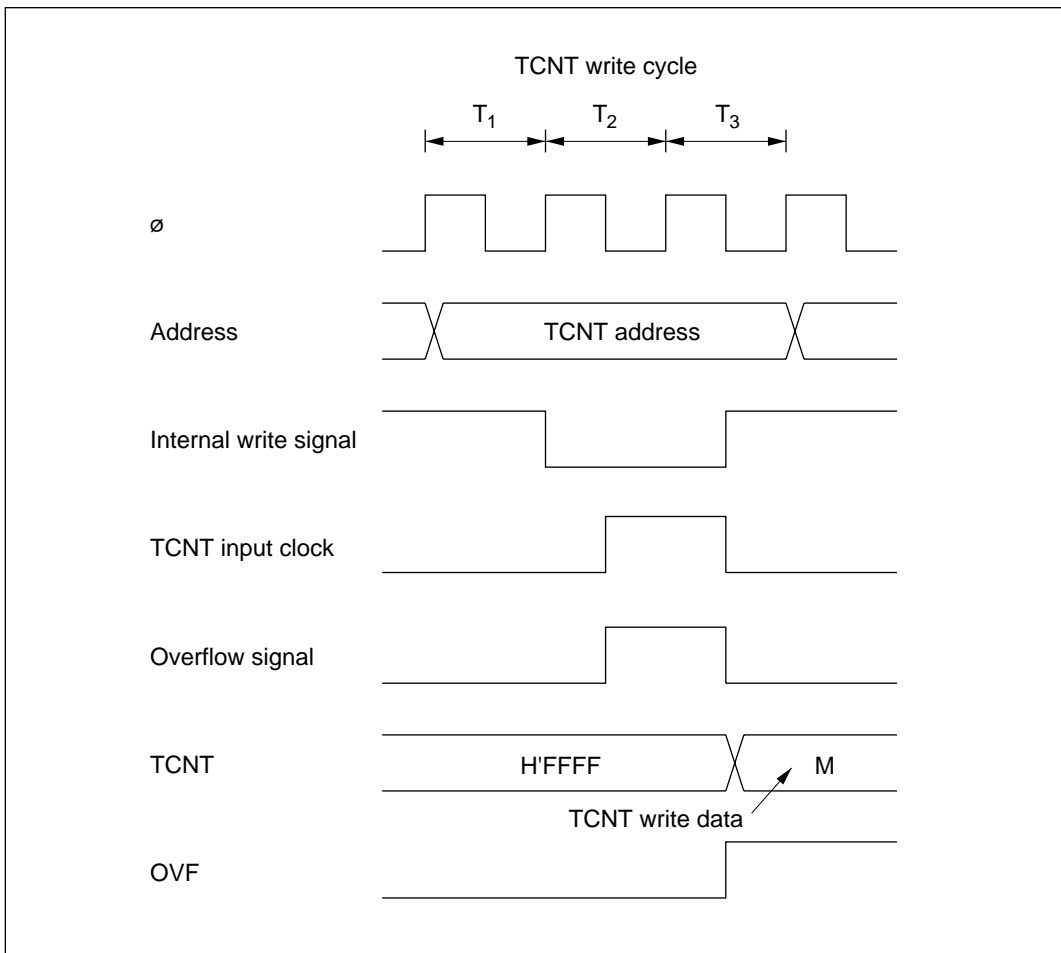 TCNT write cycle
T1 T2 T3
ø
Address TCNT address
Internal write signal
TCNT input clock
Overflow signal
TCNT H'FFFF M
TCNT write data
OVF